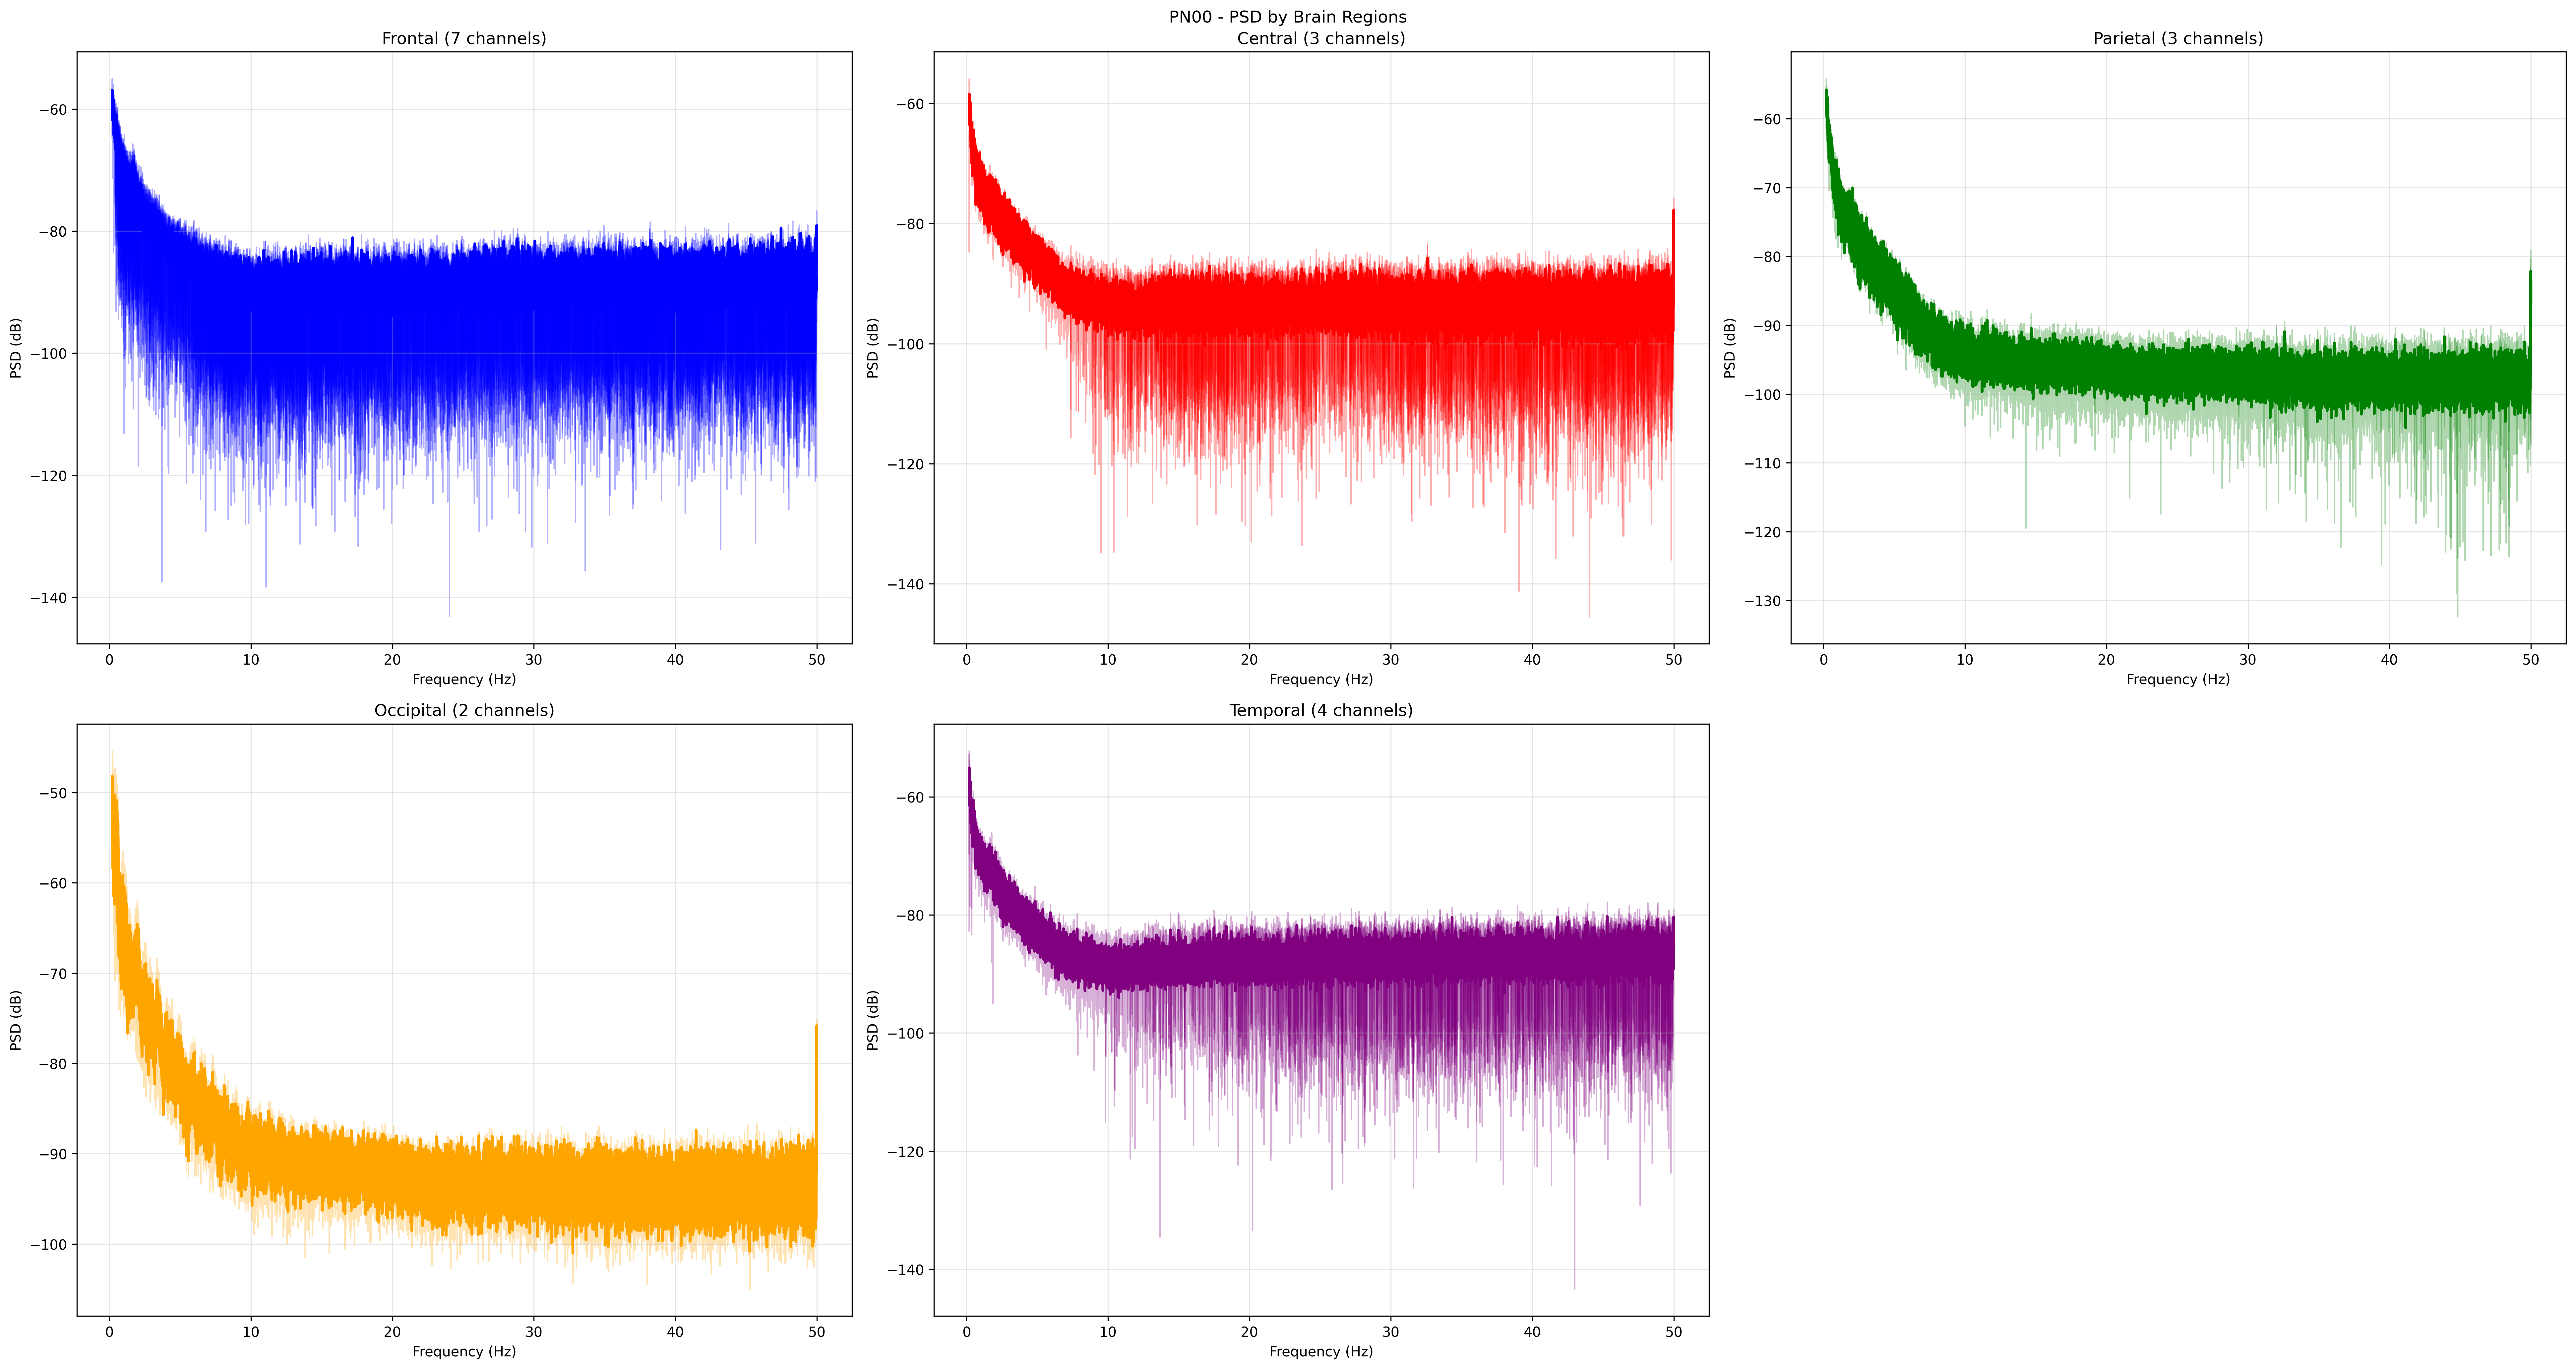 PN00 - PSD by Brain Regions
Frontal (7 channels)
Central (3 channels)
Parietal (3 channels)
PSD (dB)
−60
−80
−100
−120
−140
0 10 20 30 40 50
Frequency (Hz)
PSD (dB)
−60
−80
−100
−120
−140
0 10 20 30 40 50
Frequency (Hz)
PSD (dB)
−60
−70
−80
−90
−100
−110
−120
−130
0 10 20 30 40 50
Frequency (Hz)
Occipital (2 channels)
Temporal (4 channels)
PSD (dB)
−50
−60
−70
−80
−90
−100
0 10 20 30 40 50
Frequency (Hz)
PSD (dB)
−60
−80
−100
−120
−140
0 10 20 30 40 50
Frequency (Hz)